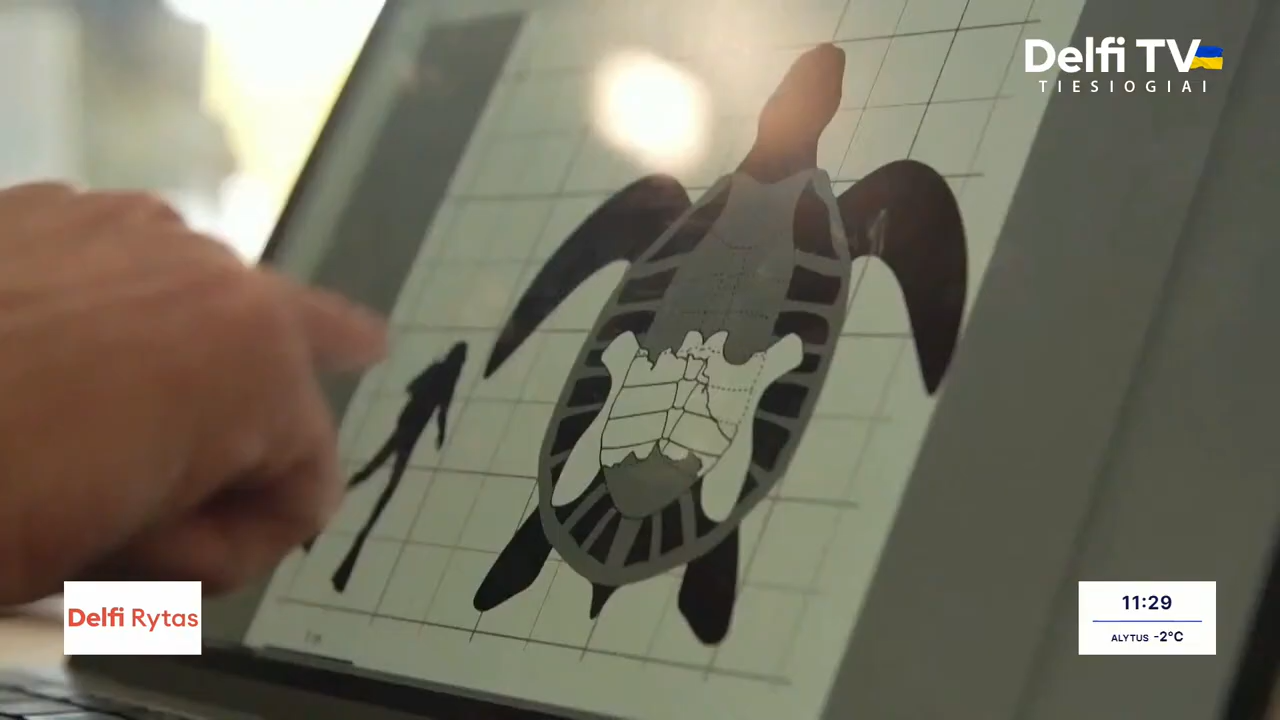 Delfi TV
TIESIOGIAI
Delfi Rytas
11:29
ALYTUS -2°C